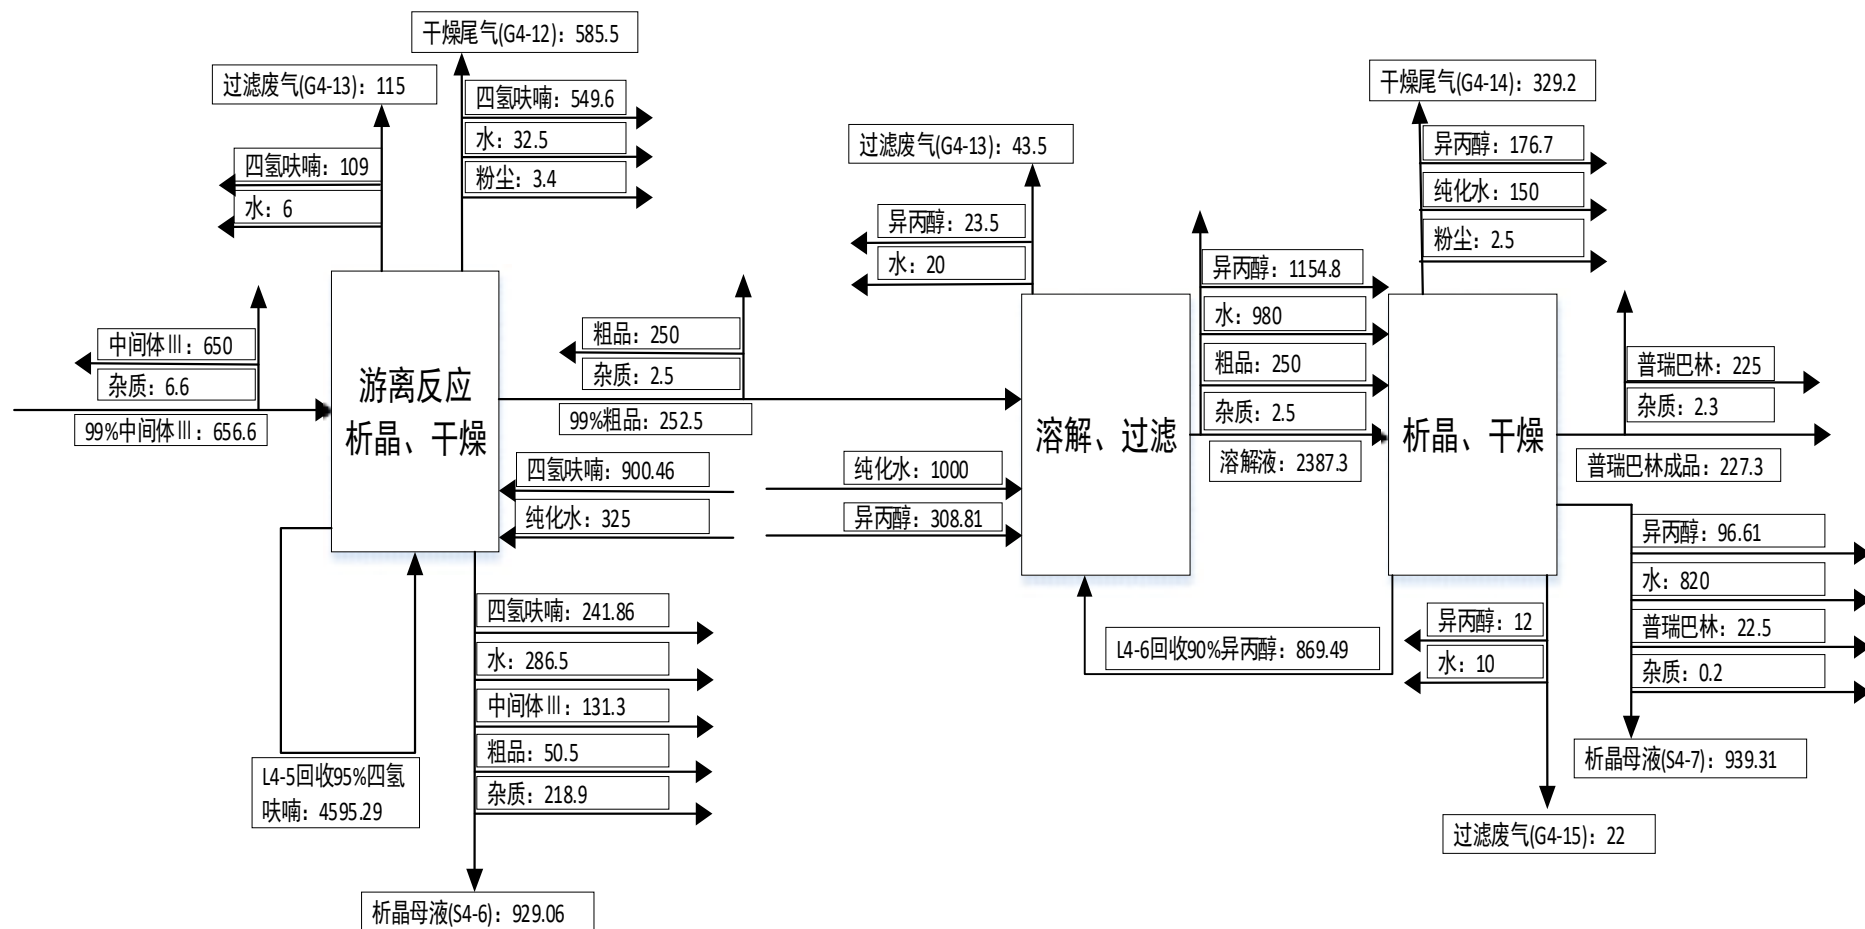 干燥尾气(G4-12)：585.5
过滤废气(G4-13)：115
四氢呋喃：549.6
水：32.5
粉尘：3.4
四氢呋喃：109
水：6
中间体Ⅲ：650
杂质：6.6
99%中间体Ⅲ：656.6
游离反应
析晶、干燥
粗品：250
杂质：2.5
99%粗品：252.5
四氢呋喃：900.46
纯化水：325
四氢呋喃：241.86
水：286.5
中间体Ⅲ：131.3
粗品：50.5
杂质：218.9
L4-5回收95%四氢
呋喃：4595.29
析晶母液(S4-6)：929.06
过滤废气(G4-13)：43.5
异丙醇：23.5
水：20
纯化水：1000
异丙醇：308.81
溶解、过滤
异丙醇：1154.8
水：980
粗品：250
杂质：2.5
溶解液：2387.3
L4-6回收90%异丙醇：869.49
干燥尾气(G4-14)：329.2
异丙醇：176.7
纯化水：150
粉尘：2.5
析晶、干燥
普瑞巴林：225
杂质：2.3
普瑞巴林成品：227.3
异丙醇：12
水：10
异丙醇：96.61
水：820
普瑞巴林：22.5
杂质：0.2
析晶母液(S4-7)：939.31
过滤废气(G4-15)：22